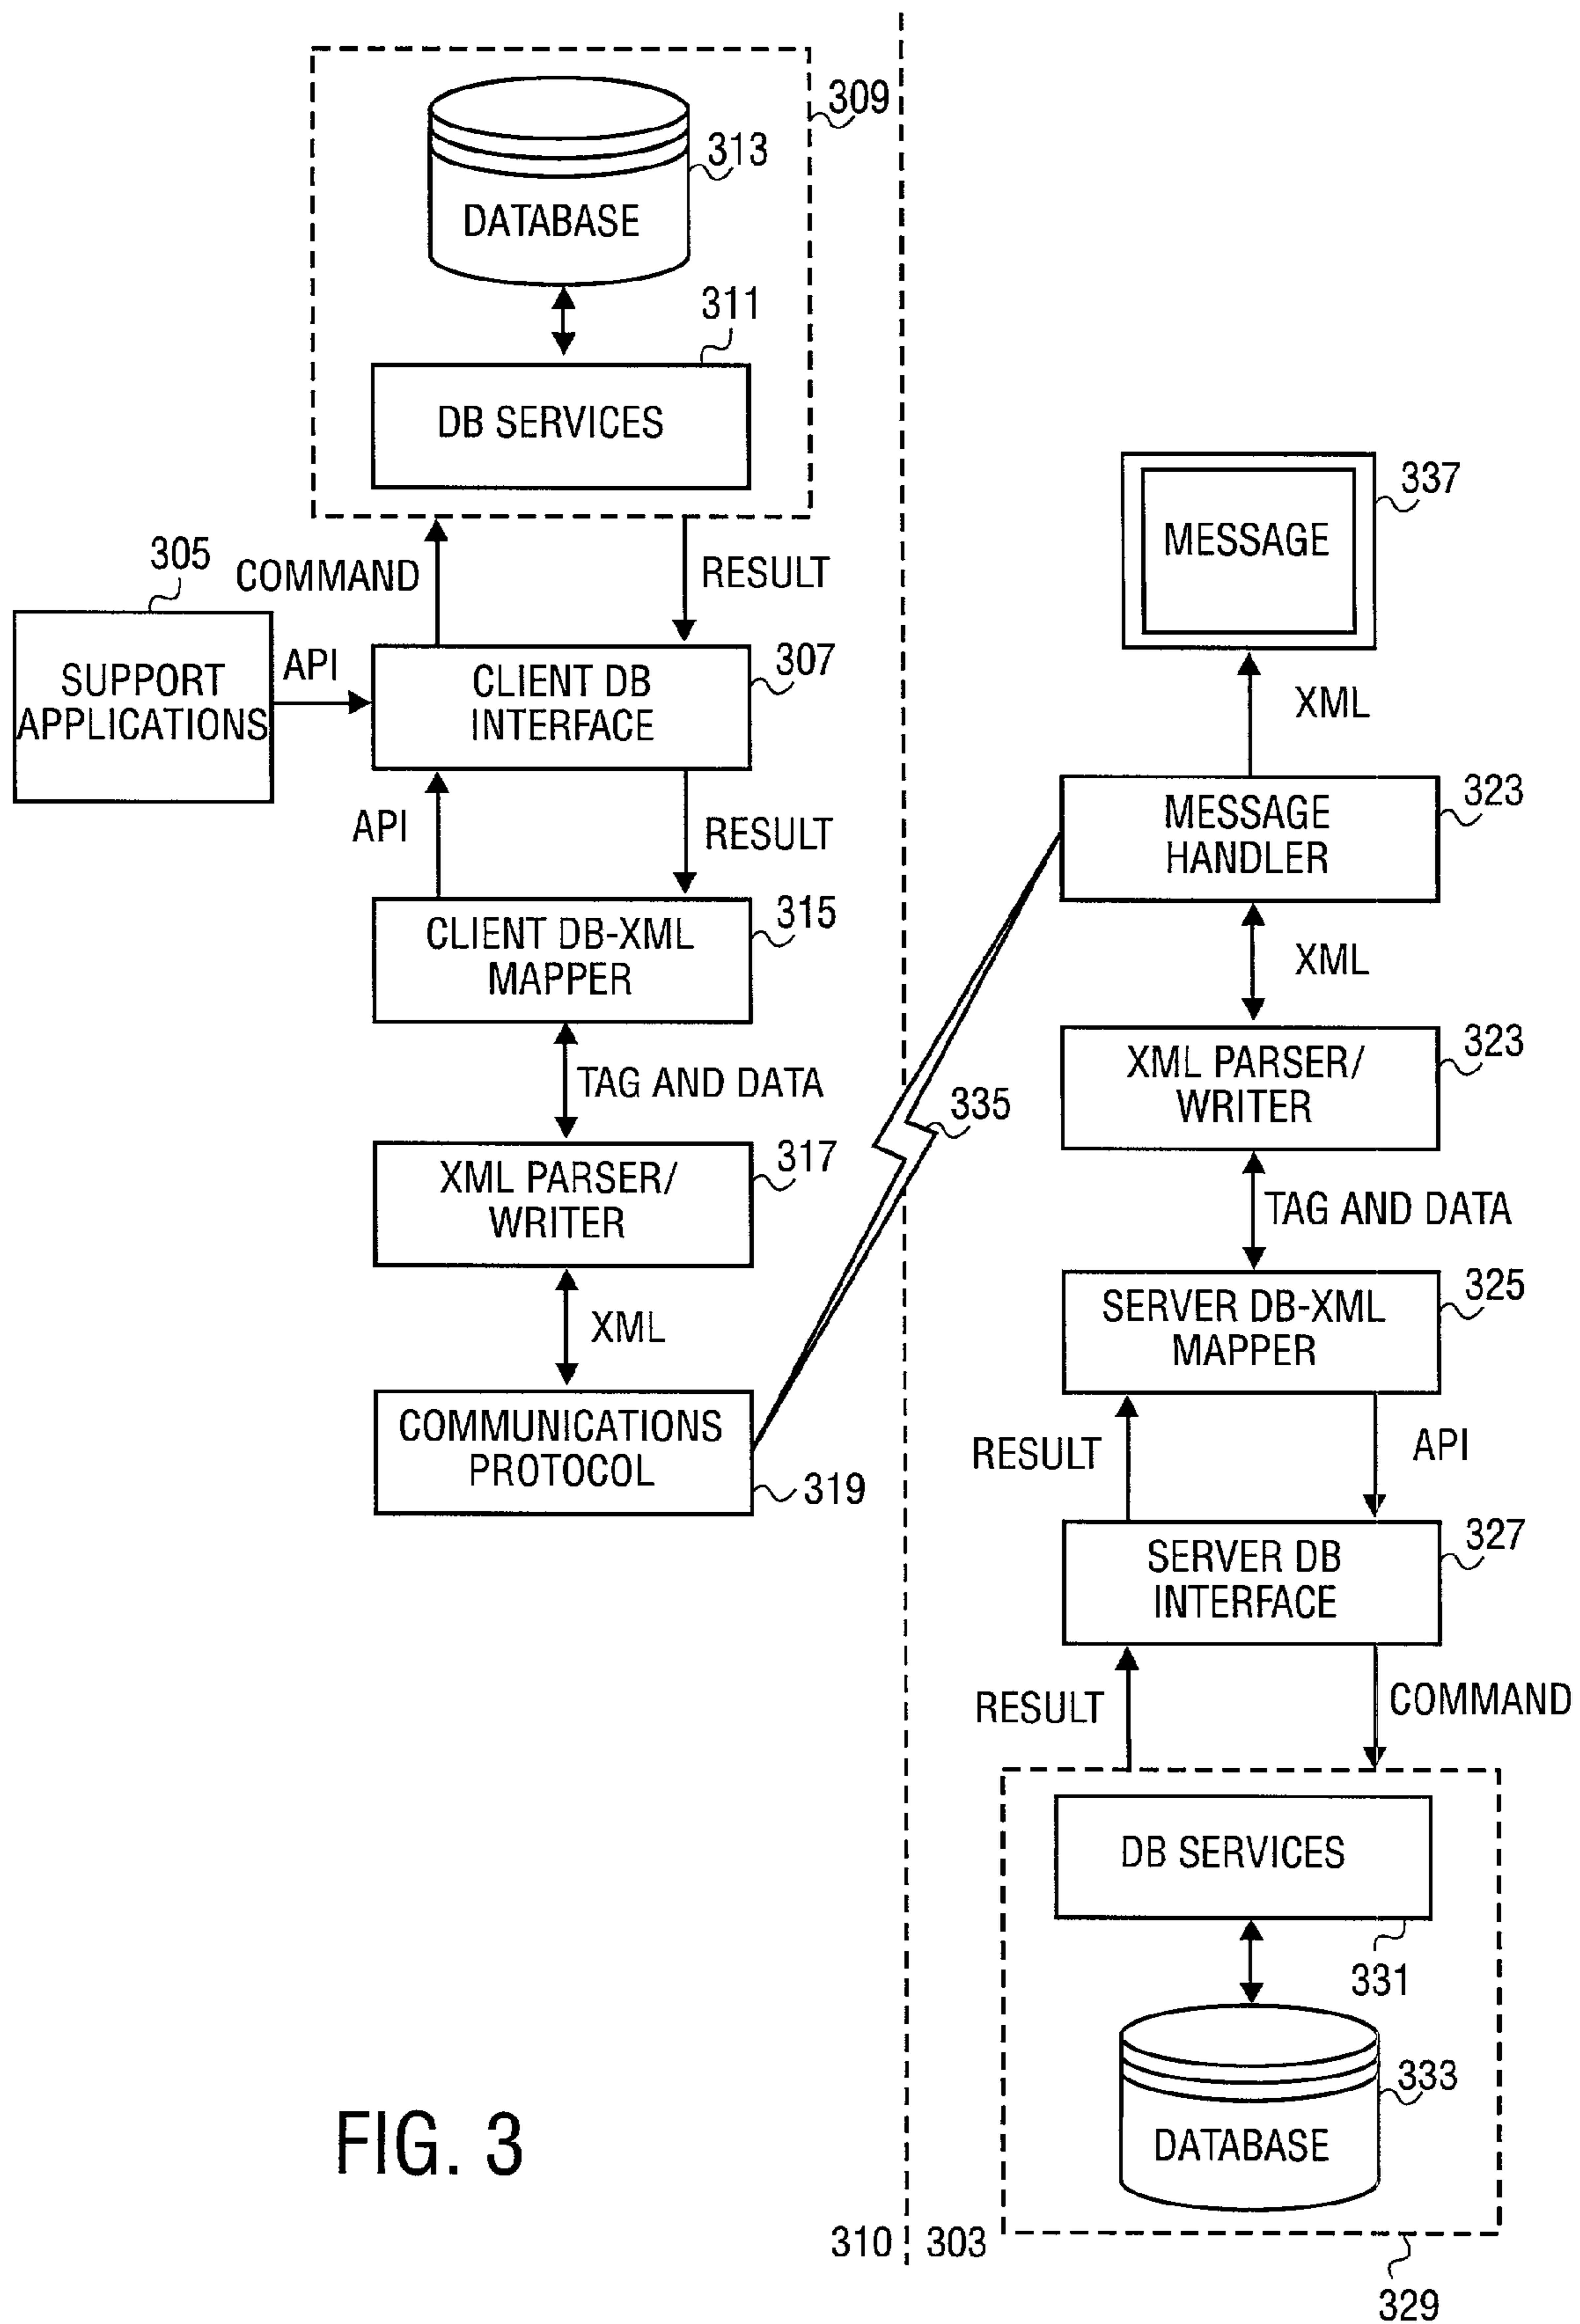 309
313
DATABASE
311
DB SERVICES
305
COMMAND
RESULT
SUPPORT
APPLICATIONS
API
CLIENT DB
INTERFACE
307
API
RESULT
CLIENT DB-XML
MAPPER
315
TAG AND DATA
XML PARSER/
WRITER
317
XML
COMMUNICATIONS
PROTOCOL
319
335
337
MESSAGE
XML
MESSAGE
HANDLER
323
XML
XML PARSER/
WRITER
323
TAG AND DATA
SERVER DB-XML
MAPPER
325
RESULT
API
SERVER DB
INTERFACE
327
RESULT
COMMAND
DB SERVICES
331
333
DATABASE
FIG. 3
310
303
329